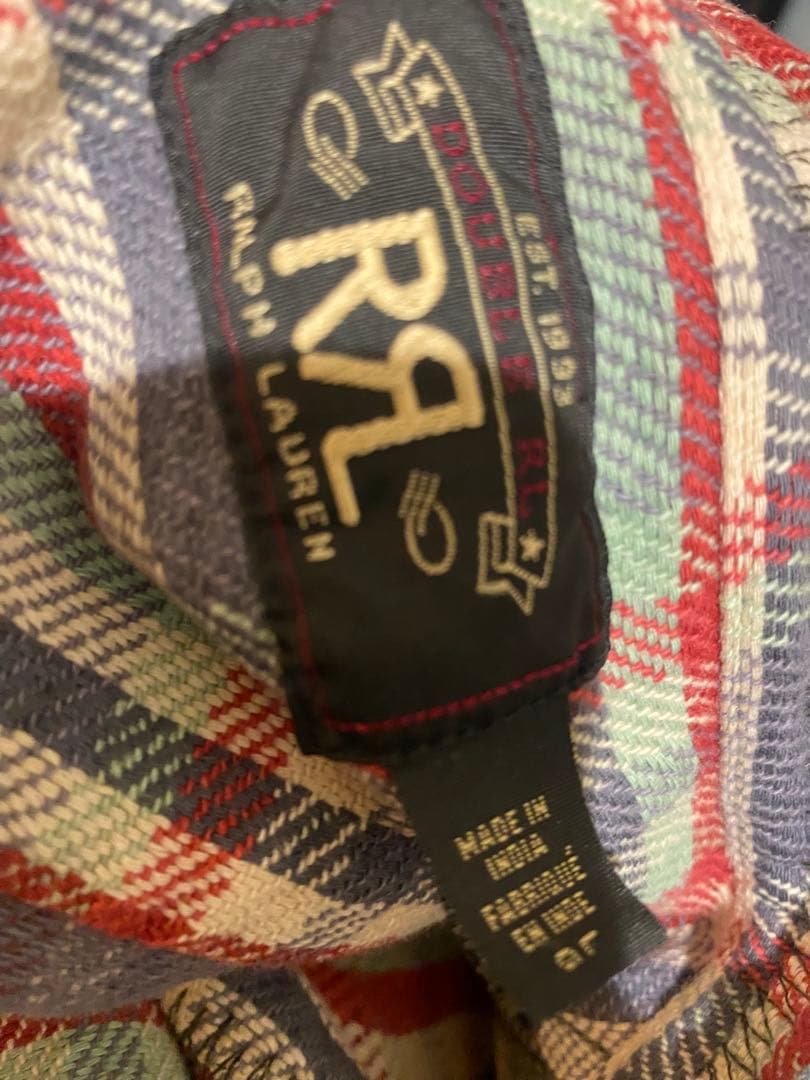 EST. 1993
DOUBLE RL
RRL
RALPH LAUREN
MADE IN
INDIA
FABRIQUÉ
EN INDE